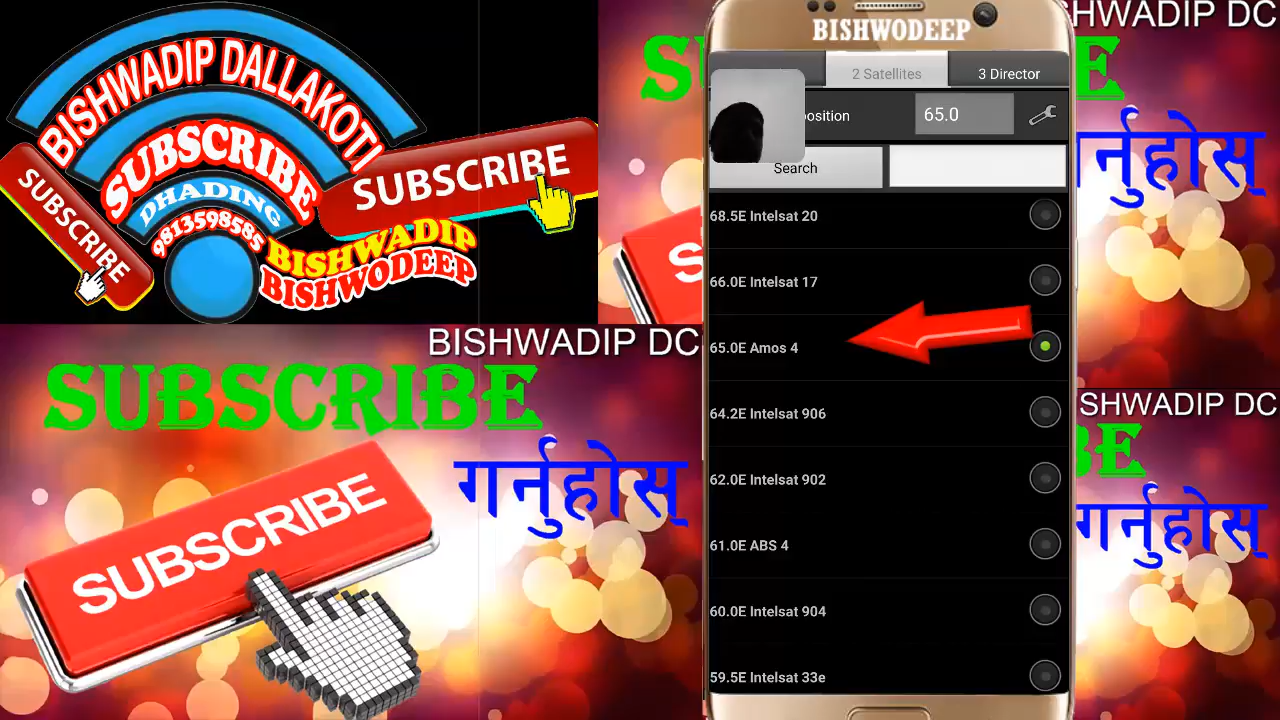 BISHWADIP DALLAKOTI
SUBSCRIBE
DHADING
9813598585
SUBSCRIBE
SUBSCRIBE
BISHWADIP
BISHWODEEP
BISHWADIP DC
SUBSCRIBE
गर्नुहोस्
SUBSCRIBE
S
S
BISHWODEEP
2 Satellites
3 Director
osition
65.0
Search
68.5E Intelsat 20
66.0E Intelsat 17
65.0E Amos 4
64.2E Intelsat 906
62.0E Intelsat 902
61.0E ABS 4
60.0E Intelsat 904
59.5E Intelsat 33e
HWADIP DC
E
र्नुहोस्
SHWADIP DC
BE
गर्नुहोस्